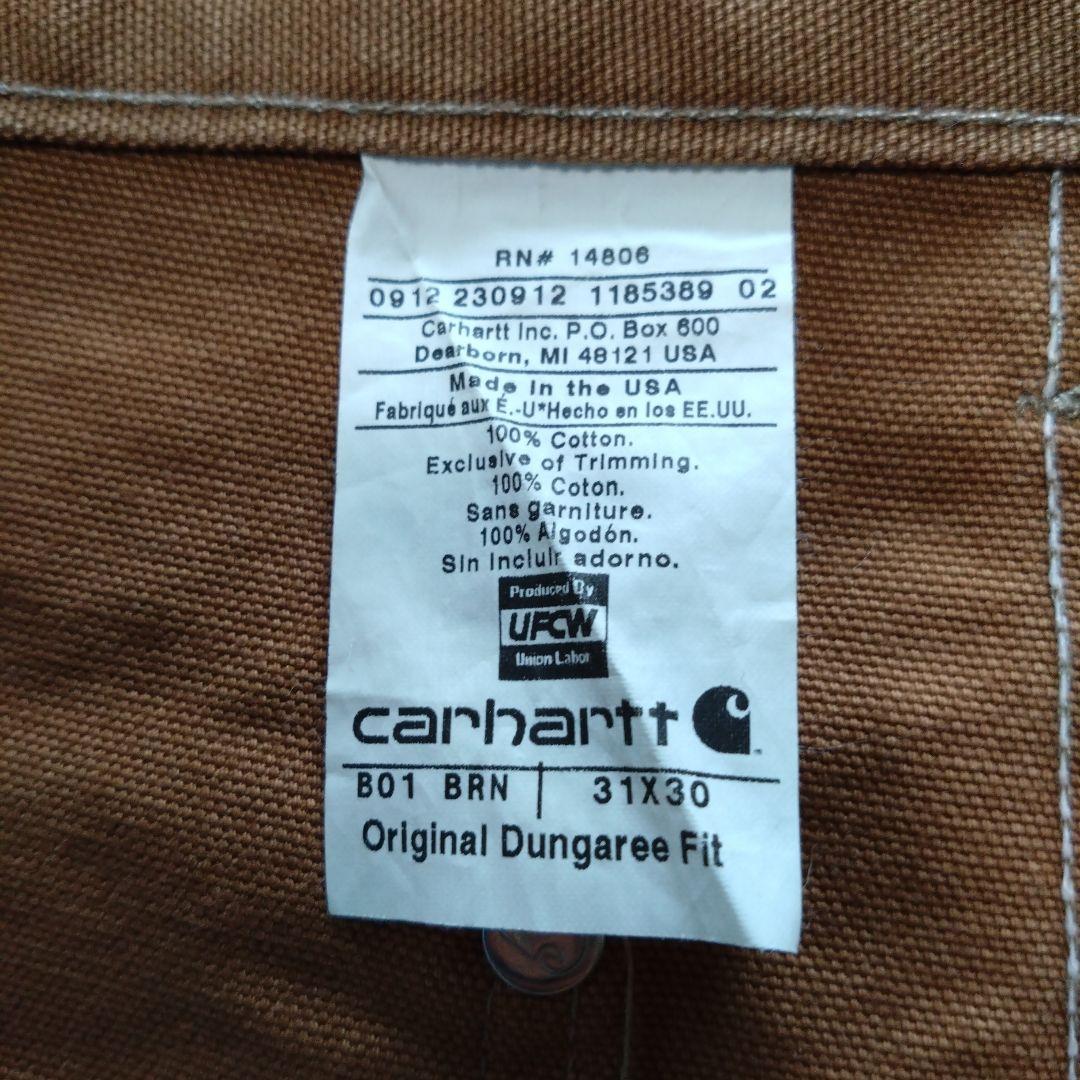 RN# 14806
0912 230912 1185389 02
Carhartt Inc. P.O. Box 600
Dearborn, MI 48121 USA
Made in the USA
Fabriqué aux É.-U*Hecho en los EE.UU.
100% Cotton.
Exclusive of Trimming.
100% Coton.
Sans garniture.
100% Algodón.
Sin incluir adorno.
Produced By
UFCW
Union Labor
carhartt
B01 BRN | 31X30
Original Dungaree Fit